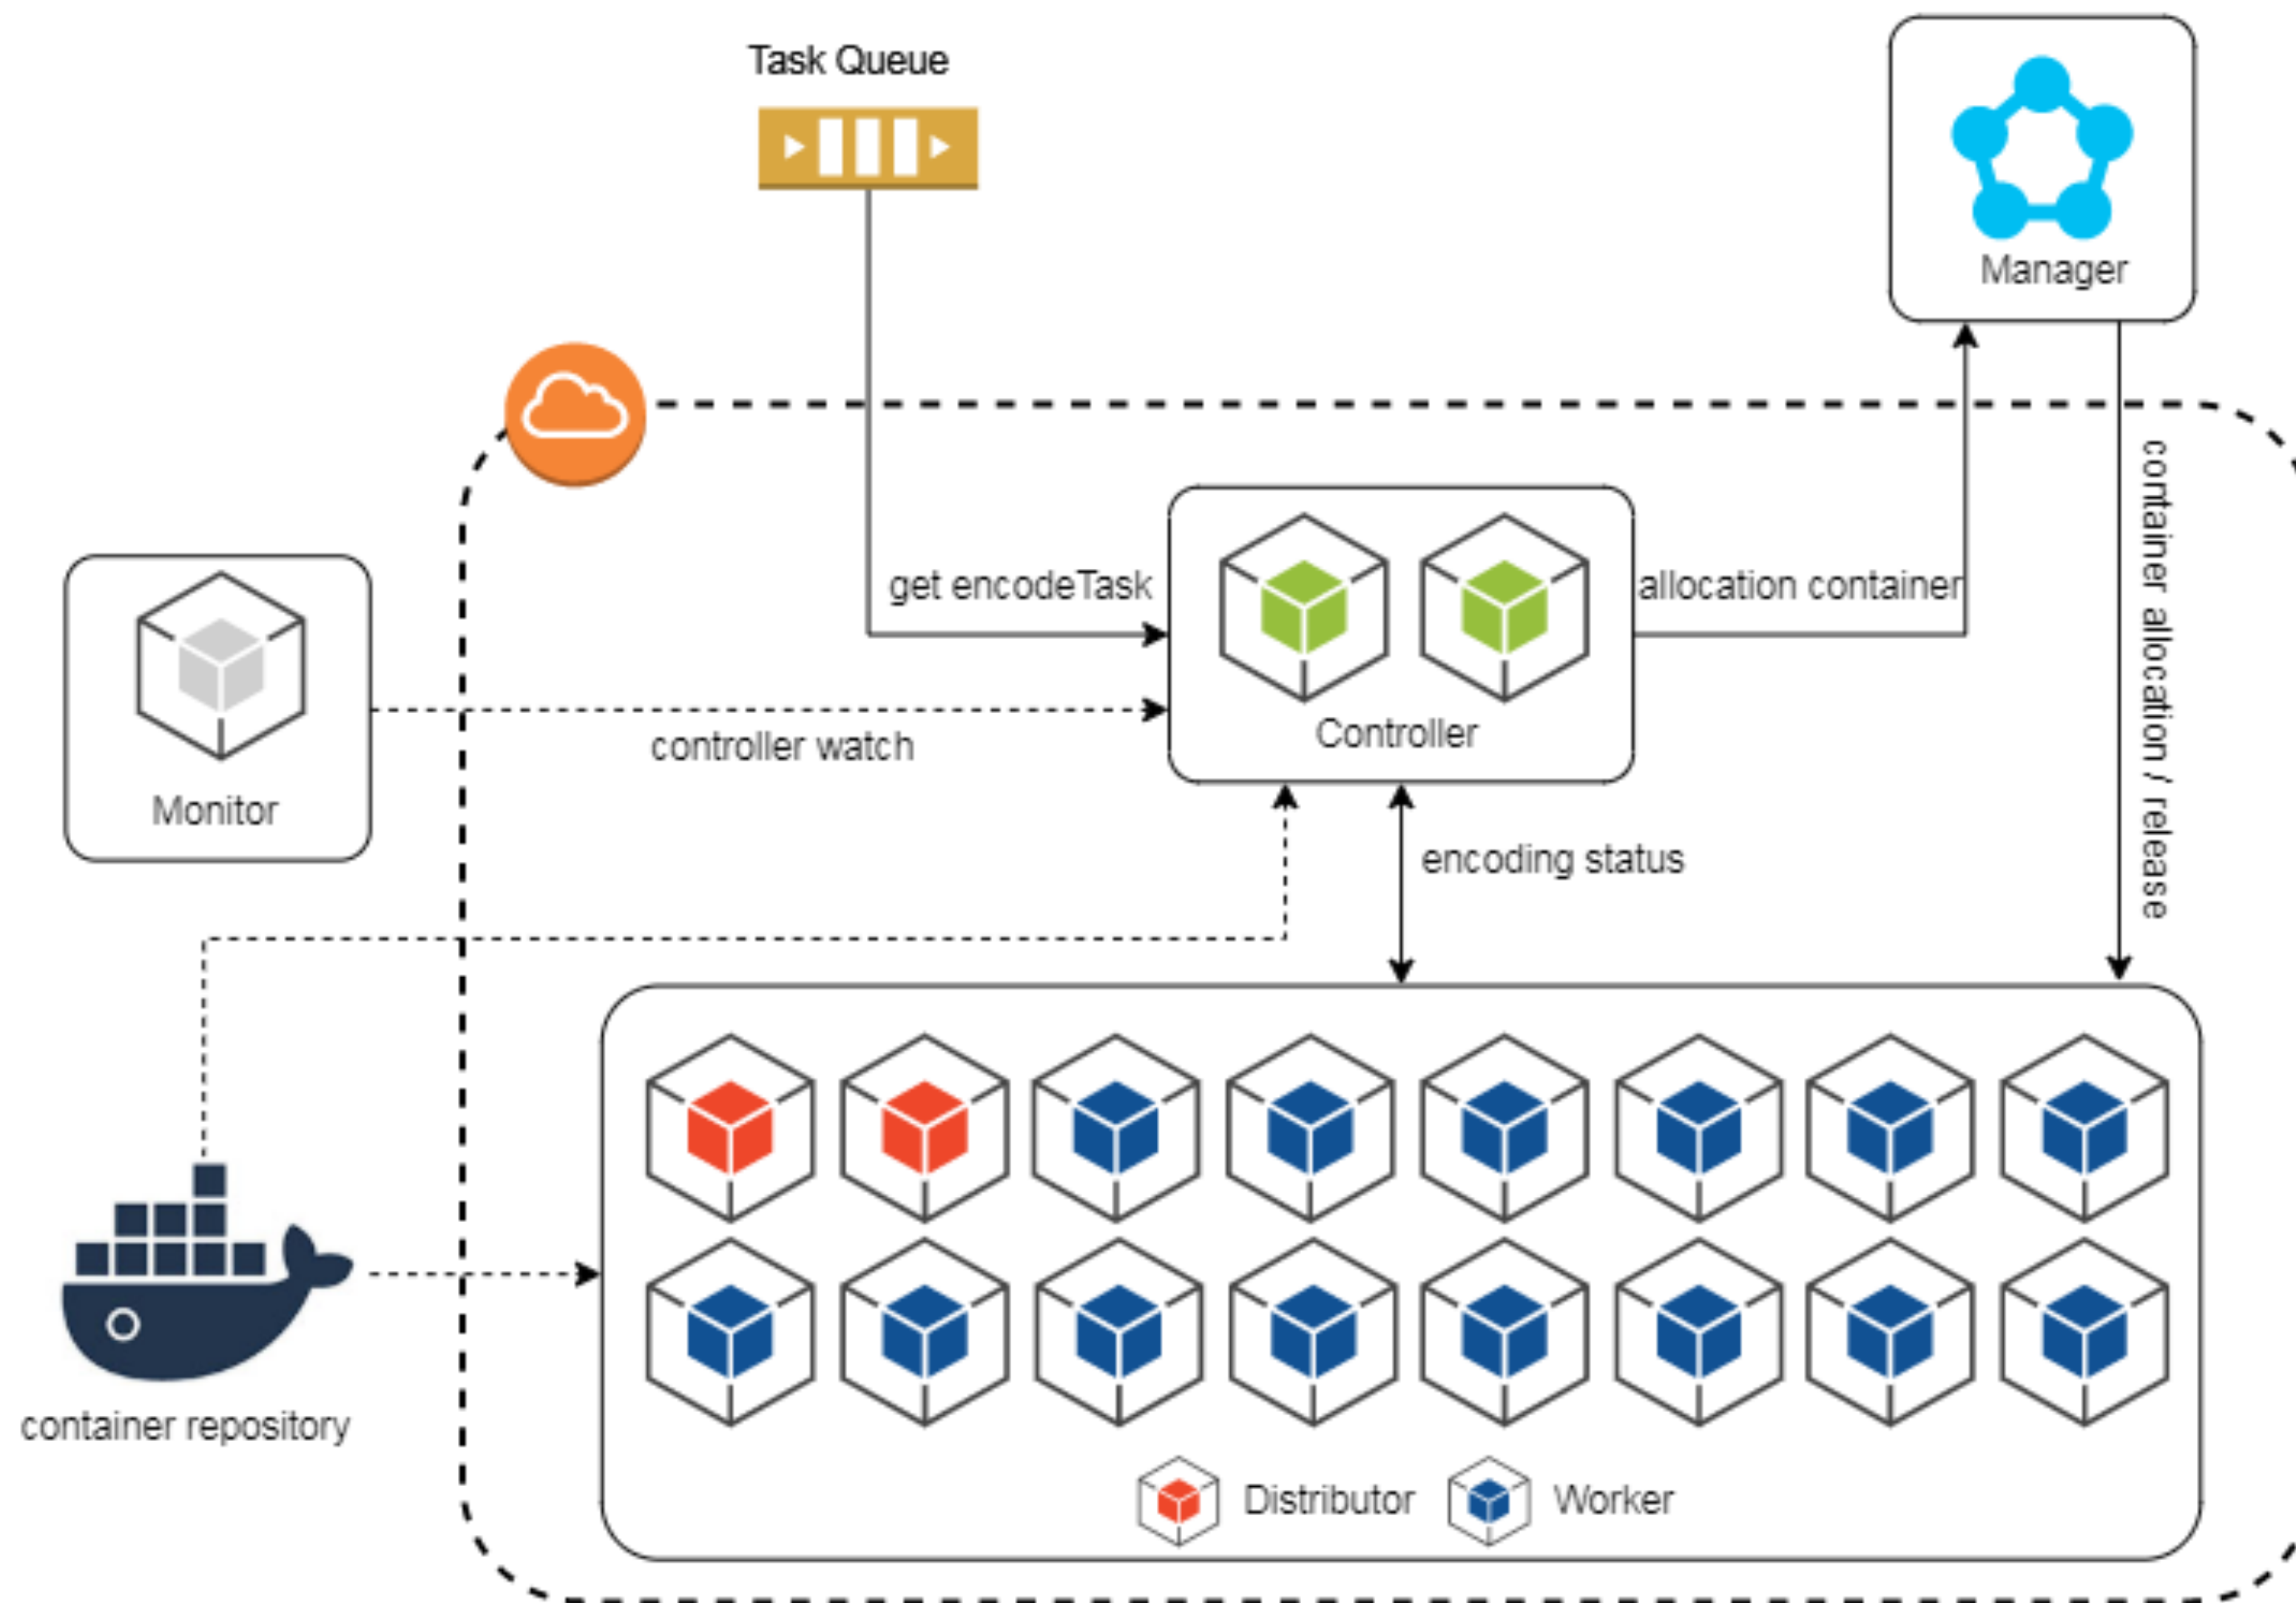 Task Queue
Manager
get encodeTask
allocation container
container allocation / release
controller watch
Controller
Monitor
encoding status
container repository
Distributor
Worker